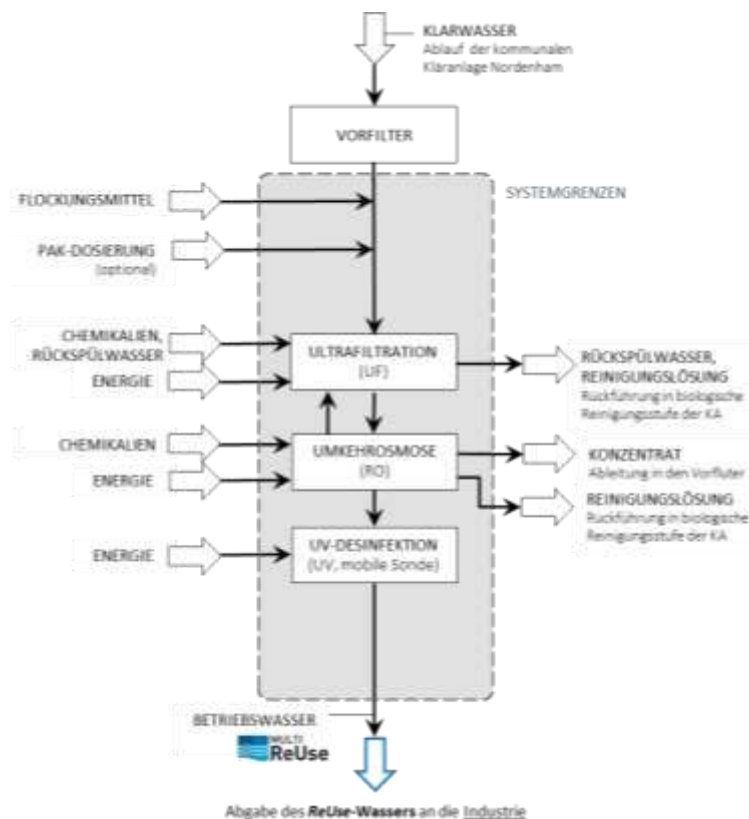 KLARWASSER
Ablauf der kommunalen
Kläranlage Nordenham
VORFILTER
SYSTEMGRENZEN
FLOCKUNGSMITTEL
PAK-DOSIERUNG
(optional)
CHEMIKALIEN,
RÜCKSPÜLWASSER
ENERGIE
ULTRAFILTRATION
(UF)
RÜCKSPÜLWASSER,
REINIGUNGSLÖSUNG
Rückführung in biologische
Reinigungsstufe der KA
CHEMIKALIEN
ENERGIE
UMKEHROSMOSE
(RO)
KONZENTRAT
Ableitung in den Vorfluter
REINIGUNGSLÖSUNG
Rückführung in biologische
Reinigungsstufe der KA
ENERGIE
UV-DESINFEKTION
(UV, mobile Sonde)
BETRIEBSWASSER
MULTI
ReUse
Abgabe des ReUse-Wassers an die Industrie